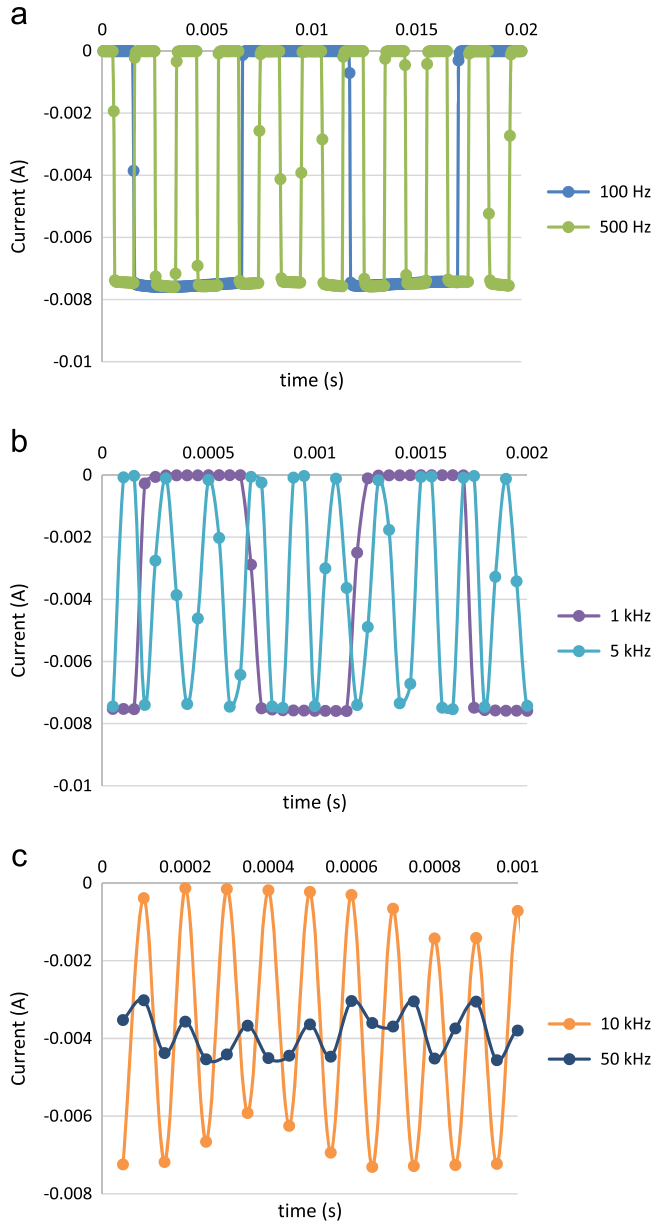 a
0 0.005 0.01 0.015 0.02
0
-0.002
-0.004
-0.006
-0.008
-0.01
Current (A)
time (s)
100 Hz
500 Hz
b
0 0.0005 0.001 0.0015 0.002
0
-0.002
-0.004
-0.006
-0.008
-0.01
Current (A)
time (s)
1 kHz
5 kHz
c
0 0.0002 0.0004 0.0006 0.0008 0.001
0
-0.002
-0.004
-0.006
-0.008
Current (A)
time (s)
10 kHz
50 kHz